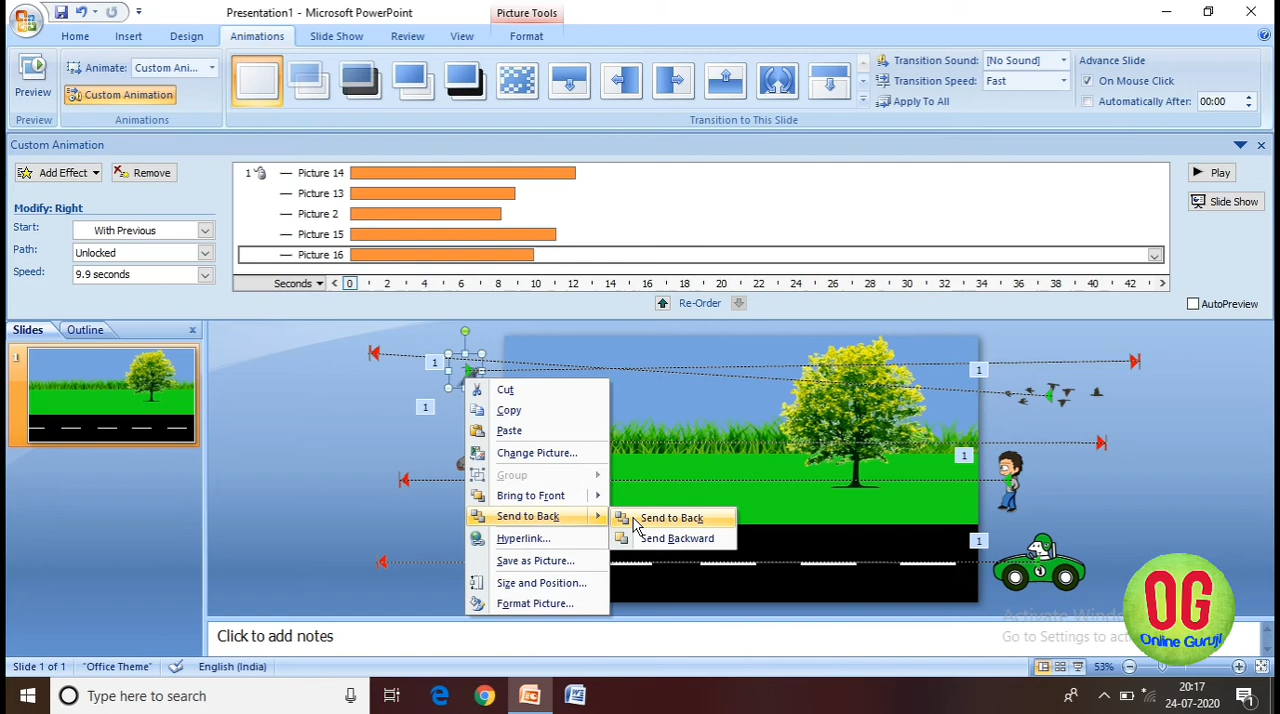 Presentation1 - Microsoft PowerPoint
Picture Tools
Home
Insert
Design
Animations
Slide Show
Review
View
Format
Preview
Preview
Animate:
Custom Ani...
Custom Animation
Animations
Transition to This Slide
Transition Sound:
[No Sound]
Transition Speed:
Fast
Apply To All
Advance Slide
On Mouse Click
Automatically After:
00:00
Custom Animation
Add Effect
Remove
Modify: Right
Start:
With Previous
Path:
Unlocked
Speed:
9.9 seconds
1
Picture 14
Picture 13
Picture 2
Picture 15
Picture 16
Seconds
0 2 4 6 8 10 12 14 16 18 20 22 24 26 28 30 32 34 36 38 40 42
Re-Order
Play
Slide Show
AutoPreview
Slides
Outline
1
1
1
1
1
1
1
Cut
Copy
Paste
Change Picture...
Group
Bring to Front
Send to Back
Hyperlink...
Save as Picture...
Size and Position...
Format Picture...
Send to Back
Send Backward
OG
Online Guruji!
Click to add notes
Slide 1 of 1
"Office Theme"
English (India)
53%
Type here to search
20:17
24-07-2020
1